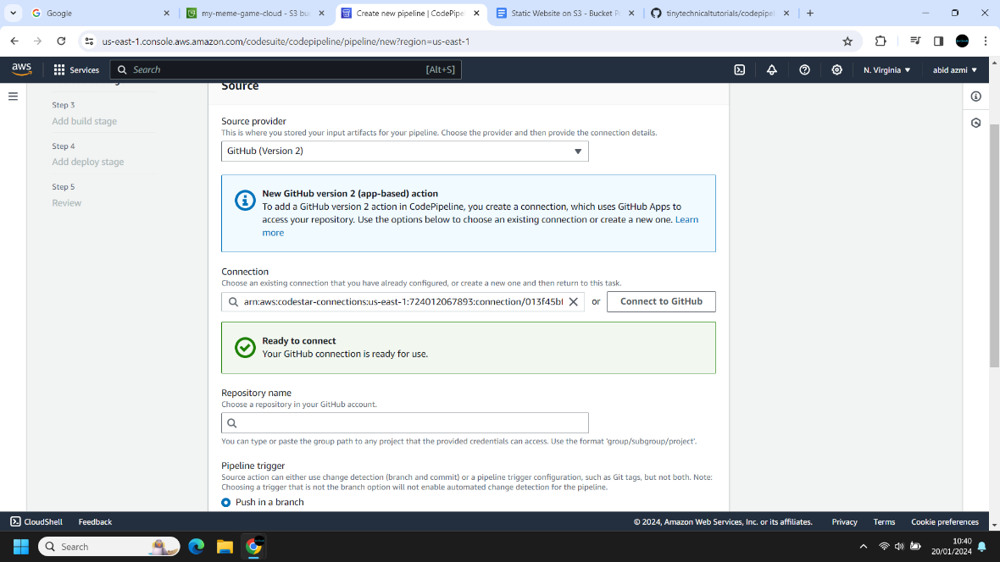 Google
my-meme-game-cloud - S3 bu
Create new pipeline | CodePipe
Static Website on S3 - Bucket P
tinytechnicaltutorials/codepipel
us-east-1.console.aws.amazon.com/codesuite/codepipeline/pipeline/new?region=us-east-1
aws
Services
Search
[Alt+S]
N. Virginia
abid azmi
Step 3
Add build stage
Step 4
Add deploy stage
Step 5
Review
Source
Source provider
This is where you stored your input artifacts for your pipeline. Choose the provider and then provide the connection details.
GitHub (Version 2)
New GitHub version 2 (app-based) action
To add a GitHub version 2 action in CodePipeline, you create a connection, which uses GitHub Apps to
access your repository. Use the options below to choose an existing connection or create a new one. Learn
more
Connection
Choose an existing connection that you have already configured, or create a new one and then return to this task.
arn:aws:codestar-connections:us-east-1:724012067893:connection/013f45bf
or
Connect to GitHub
Ready to connect
Your GitHub connection is ready for use.
Repository name
Choose a repository in your GitHub account.
You can type or paste the group path to any project that the provided credentials can access. Use the format 'group/subgroup/project'.
Pipeline trigger
Source action can either use change detection (branch and commit) or a pipeline trigger configuration, such as Git tags, but not both. Note:
Choosing a trigger that is not the branch option will not enable automated change detection for the pipeline.
Push in a branch
CloudShell
Feedback
© 2024, Amazon Web Services, Inc. or its affiliates.
Privacy
Terms
Cookie preferences
Search
10:40
20/01/2024